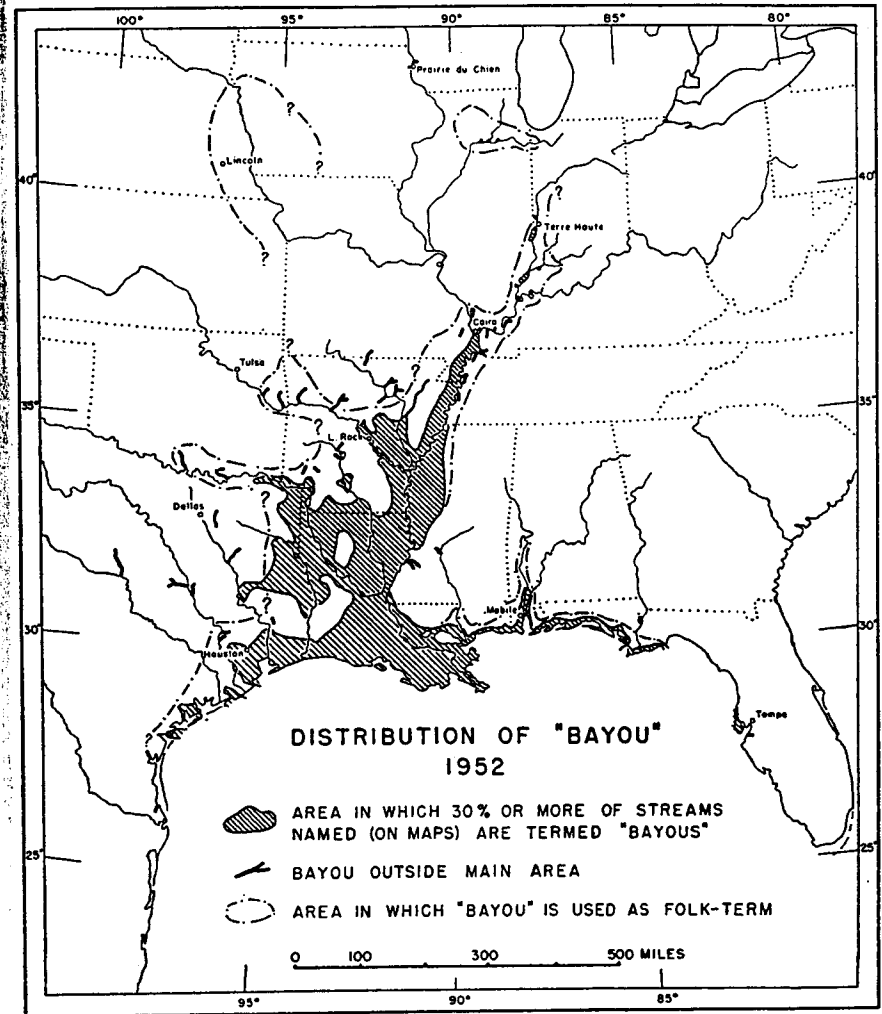 100° 95° 90° 85° 80°
Prairie du Chien
?
Lincoln
?
40° 40°
?
Terre Haute
?
Cairo
?
Tulsa
?
35° 35°
?
L. Rock
Dallas
?
?
Mobile
30° 30°
Houston
Tampa
?
DISTRIBUTION OF "BAYOU"
1952
AREA IN WHICH 30% OR MORE OF STREAMS
NAMED (ON MAPS) ARE TERMED "BAYOUS"
25° 25°
BAYOU OUTSIDE MAIN AREA
AREA IN WHICH "BAYOU" IS USED AS FOLK-TERM
0 100 300 500 MILES
95° 90° 85°